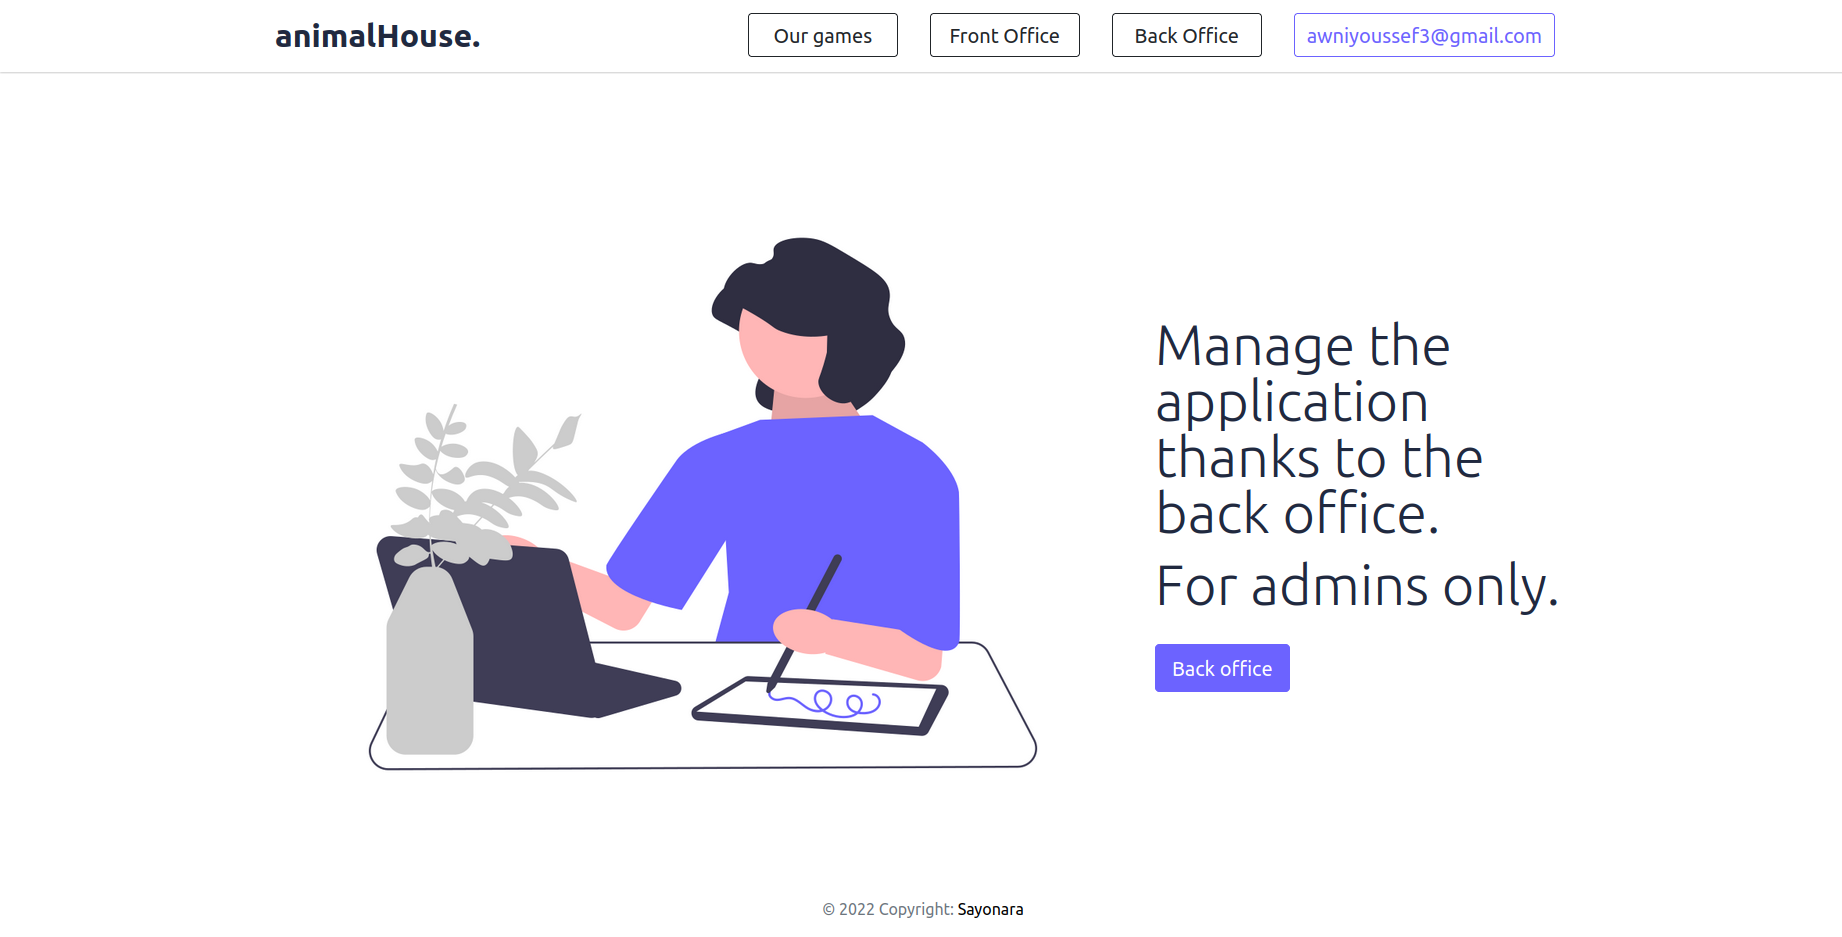 animalHouse.
Our games
Front Office
Back Office
awniyoussef3@gmail.com
Manage the
application
thanks to the
back office.
For admins only.
Back office
© 2022 Copyright: Sayonara